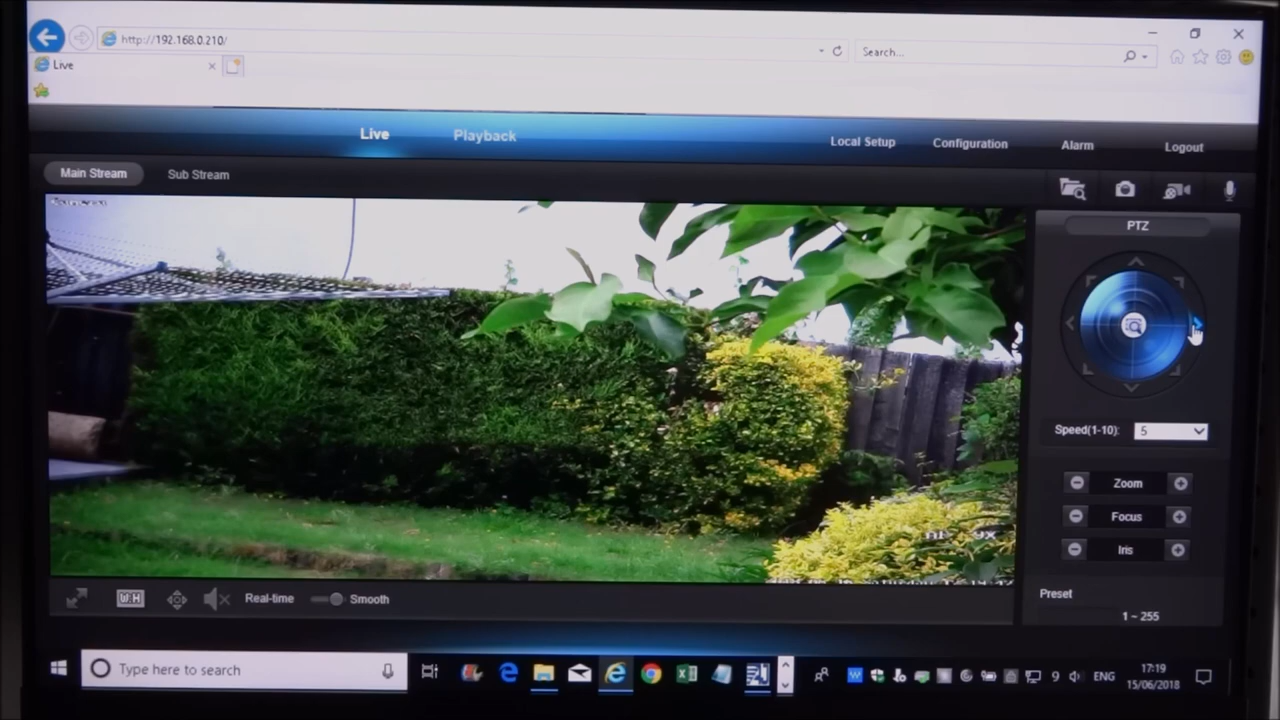 http://192.168.0.210/
Search...
Live
Live Playback Local Setup Configuration Alarm Logout
Main Stream Sub Stream
PTZ
Speed(1-10): 5
Zoom
Focus
Iris
Preset
1 ~ 255
W:H Real-time Smooth
Type here to search
ENG
17:19
15/06/2018